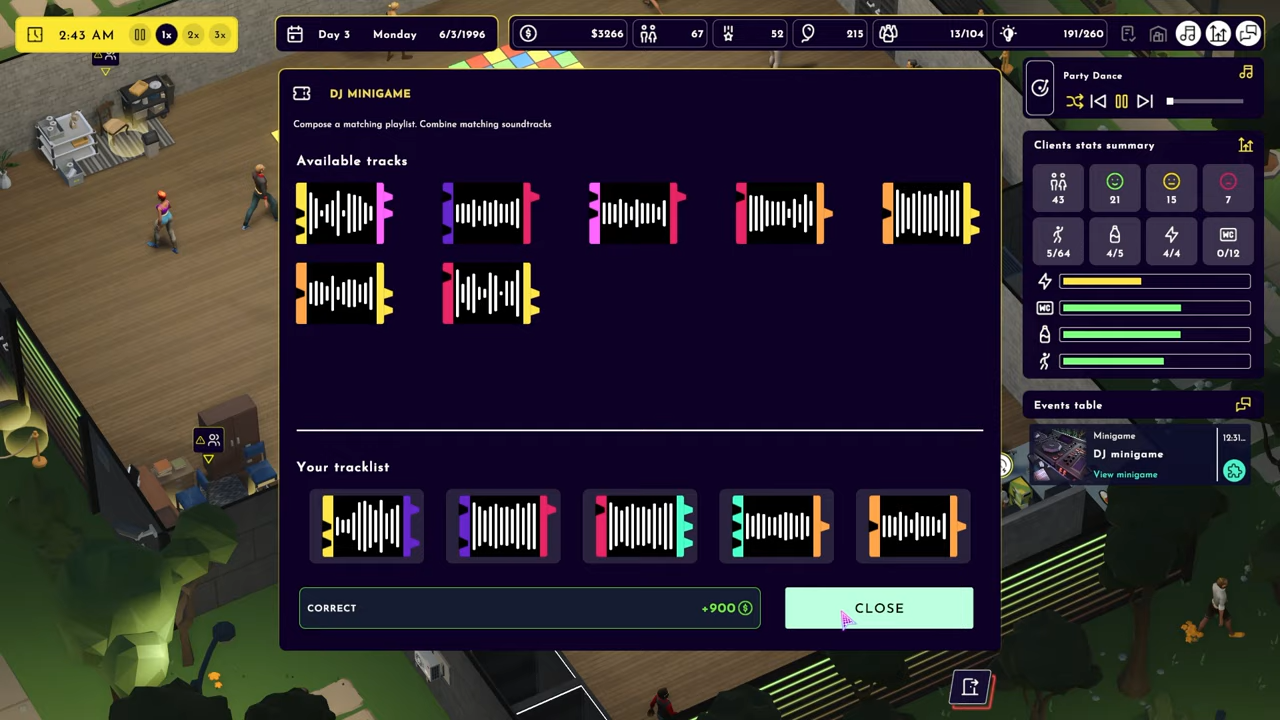 2:43 AM
1x
2x
3x
Day 3
Monday
6/3/1996
$3266
67
52
215
13/104
191/260
DJ MINIGAME
Compose a matching playlist. Combine matching soundtracks
Available tracks
Your tracklist
CORRECT
+900
CLOSE
Party Dance
Clients stats summary
43
21
15
7
5/64
4/5
4/4
WC
0/12
WC
Events table
Minigame
12:31...
DJ minigame
View minigame